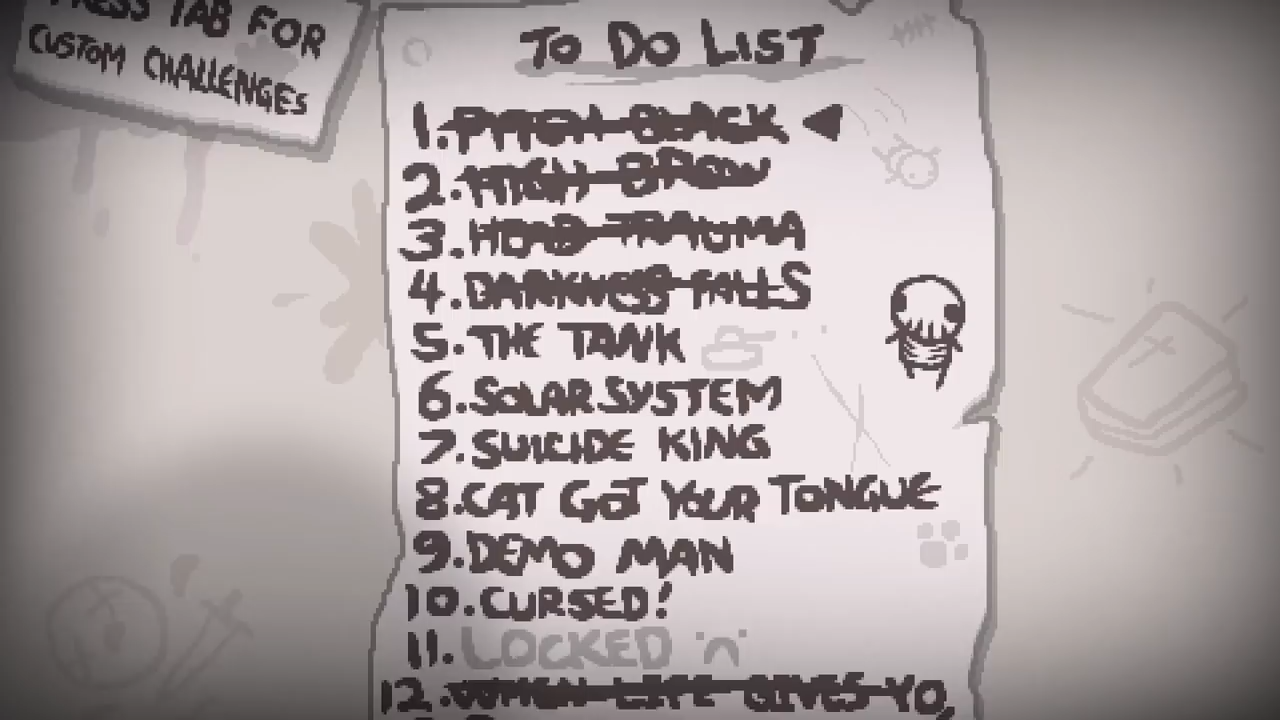 PRESS TAB FOR
CUSTOM CHALLENGES
TO DO LIST
1. PITCH BLACK
2. HIGH BROW
3. HEAD TRAUMA
4. DARKNESS FALLS
5. THE TANK
6. SOLAR SYSTEM
7. SUICIDE KING
8. CAT GOT YOUR TONGUE
9. DEMO MAN
10. CURSED!
11. LOCKED
12. WHEN LIFE GIVES YO